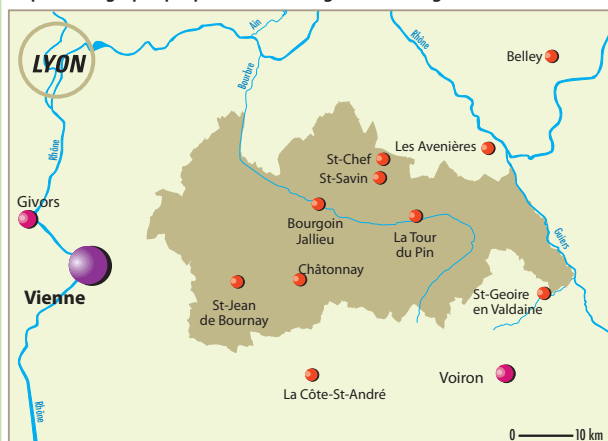 LYON
Ain
Rhône
Bourbre
Belley
Rhône
Les Avenières
St-Chef
St-Savin
Givors
Bourgoin
Jallieu
La Tour
du Pin
Guiers
Vienne
Châtonnay
St-Jean
de Bournay
St-Geoire
en Valdaine
Voiron
La Côte-St-André
Rhône
0 10 km